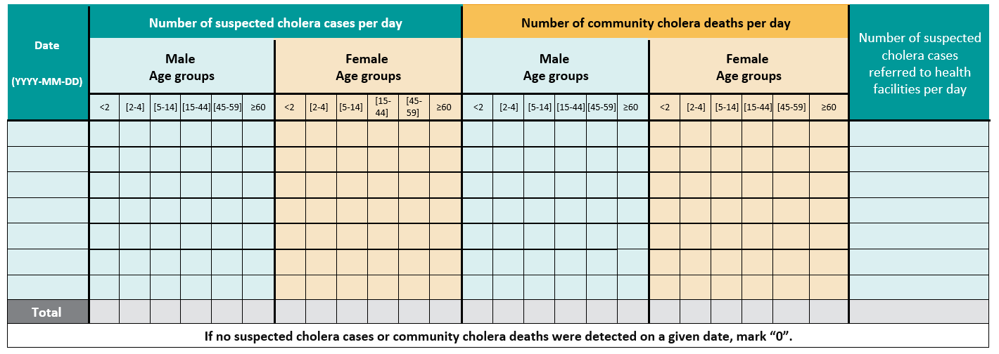 Date
(YYYY-MM-DD)
Number of suspected cholera cases per day
Number of community cholera deaths per day
Number of suspected
cholera cases
referred to health
facilities per day
Male
Age groups
Female
Age groups
Male
Age groups
Female
Age groups
<2 [2-4] [5-14] [15-44] [45-59] ≥60 <2 [2-4] [5-14] [15-
44] [45-
59] ≥60 <2 [2-4] [5-14] [15-44] [45-59] ≥60 <2 [2-4] [5-14] [15-44] [45-59] ≥60
Total
If no suspected cholera cases or community cholera deaths were detected on a given date, mark “0”.